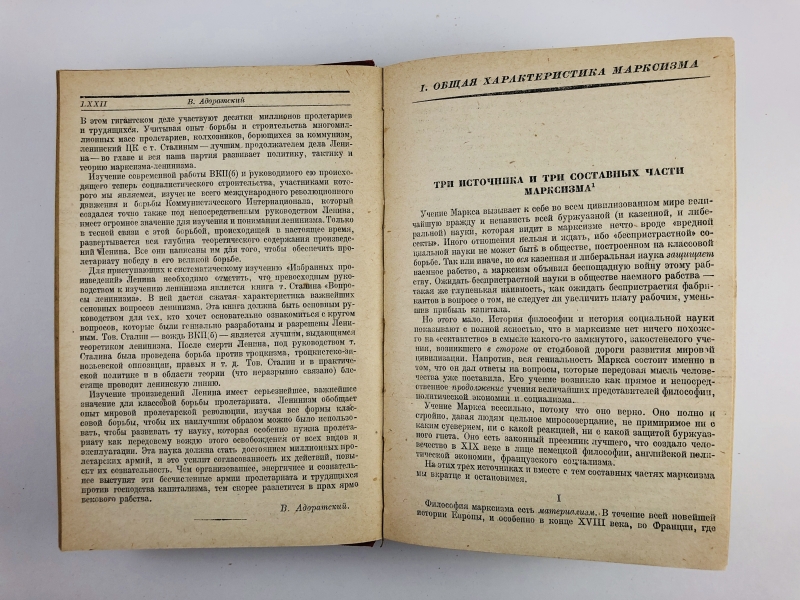 LXXII
В. Адоратский
В этом гигантском деле участвуют десятки миллионов пролетариев
и трудящихся. Учитывая опыт борьбы и строительства многомил-
лионных масс пролетариев, колхозников, борющихся за коммунизм,
ленинский ЦК с т. Сталиным — лучшим продолжателем дела Лени-
на — во главе и вся наша партия развивает политику, тактику и
теорию марксизма-ленинизма.
Изучение современной работы ВКП(б) и руководимого ею происхо-
дящего теперь социалистического строительства, участниками кото-
рого мы являемся, изучение всего международного революционного
движения и борьбы Коммунистического Интернационала, который
создался точно также под непосредственным руководством Ленина,
имеет огромное значение для изучения и понимания ленинизма. Только
в тесной связи с этой борьбой, происходящей в настоящее время,
развертывается вся глубина теоретического содержания произведе-
ний Ленина. Все они написаны им для того, чтобы обеспечить про-
летариату победу в его великой борьбе.
Для приступающих к систематическому изучению «Избранных про-
изведений» Ленина необходимо отметить, что превосходным руко-
водством к изучению ленинизма является книга т. Сталина «Вопро-
сы ленинизма». В ней дается сжатая характеристика важнейших
основных вопросов ленинизма. Эта книга должна быть основным ру-
ководством для тех, кто хочет основательно ознакомиться с кругом
вопросов, которые были гениально разработаны и разрешены Лени-
ным. Тов. Сталин — вождь ВКП(б) — является лучшим, выдающимся
теоретиком ленинизма. После смерти Ленина, под руководством т.
Сталина была проведена борьба против троцкизма, троцкистско-зи-
новьевской оппозиции, правых и т. д. Тов. Сталин и в практиче-
ской политике и в области теории (что неразрывно связано) блестя-
ще проводит ленинскую линию.
Изучение произведений Ленина имеет серьезнейшее, важнейшее
значение для классовой борьбы пролетариата. Ленинизм обобщает
опыт мировой пролетарской революции, изучая все формы клас-
совой борьбы, чтобы их наилучшим образом можно было использо-
вать, чтобы развивать ту науку, которая особенно нужна пролета-
риату как передовому вождю этого освобождения от всех видов и
эксплуатации. Эта наука должна стать достоянием миллионных про-
летарских армий, и это усилит согласованность их действий, повы-
сит их сознательность. Чем организованнее, энергичнее и сознатель-
нее выступят эти бесчисленные армии пролетариата и трудящихся
против господства капитализма, тем скорее разлетится в прах ярмо
векового рабства.
В. Адоратский.
I. ОБЩАЯ ХАРАКТЕРИСТИКА МАРКСИЗМА
ТРИ ИСТОЧНИКА И ТРИ СОСТАВНЫХ ЧАСТИ
МАРКСИЗМА¹
Учение Маркса вызывает к себе во всем цивилизованном мире вели-
чайшую вражду и ненависть всей буржуазной (и казенной, и либе-
ральной) науки, которая видит в марксизме нечто вроде «вредной
секты». Иного отношения нельзя и ждать, ибо «беспристрастной» со-
циальной науки не может быть в обществе, построенном на классовой
борьбе. Так или иначе, но вся казенная и либеральная наука защищает
наемное рабство, а марксизм объявил беспощадную войну этому раб-
ству. Ожидать беспристрастной науки в обществе наемного рабства —
такая же глупенькая наивность, как ожидать беспристрастия фабри-
кантов в вопросе о том, не следует ли увеличить плату рабочим, умень-
шив прибыль капитала.
Но этого мало. История философии и история социальной науки
показывают с полной ясностью, что в марксизме нет ничего похоже-
го на «сектантство» в смысле какого-то замкнутого, закостенелого уче-
ния, возникшего в стороне от столбовой дороги развития мировой
цивилизации. Напротив, вся гениальность Маркса состоит именно в
том, что он дал ответы на вопросы, которые передовая мысль челове-
чества уже поставила. Его учение возникло как прямое и непосред-
ственное продолжение учения величайших представителей философии,
политической экономии и социализма.
Учение Маркса всесильно, потому что оно верно. Оно полно и
стройно, давая людям цельное миросозерцание, не примиримое ни с
каким суеверием, ни с какой реакцией, ни с какой защитой буржуаз-
ного гнета. Оно есть законный преемник лучшего, что создало чело-
вечество в XIX веке в лице немецкой философии, английской поли-
тической экономии, французского социализма.
На этих трех источниках и вместе с тем составных частях марксизма
мы вкратце и остановимся.
I
Философия марксизма есть материализм. В течение всей новейшей
истории Европы, и особенно в конце XVIII века, во Франции, где